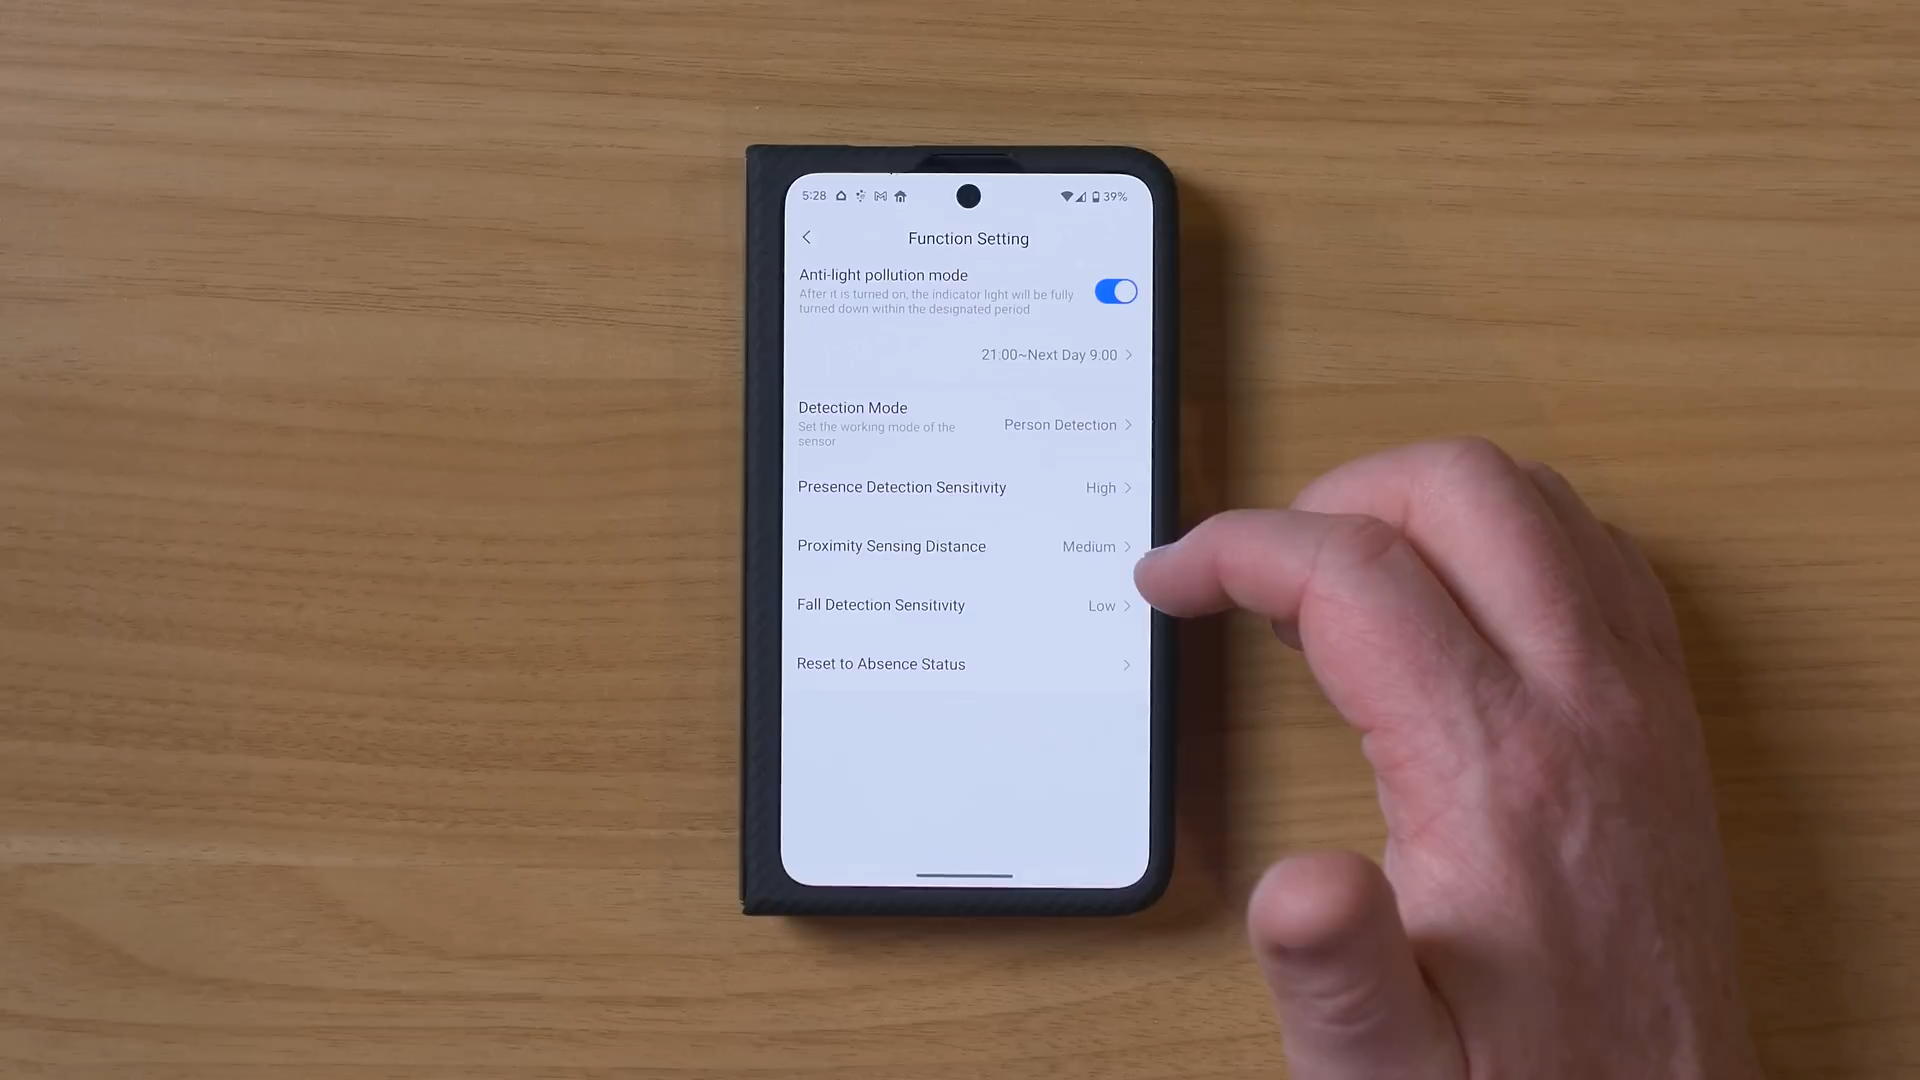 5:28 39%
Function Setting
Anti-light pollution mode
After it is turned on, the indicator light will be fully
turned down within the designated period
21:00~Next Day 9:00
Detection Mode
Set the working mode of the
sensor
Person Detection
Presence Detection Sensitivity High
Proximity Sensing Distance Medium
Fall Detection Sensitivity Low
Reset to Absence Status